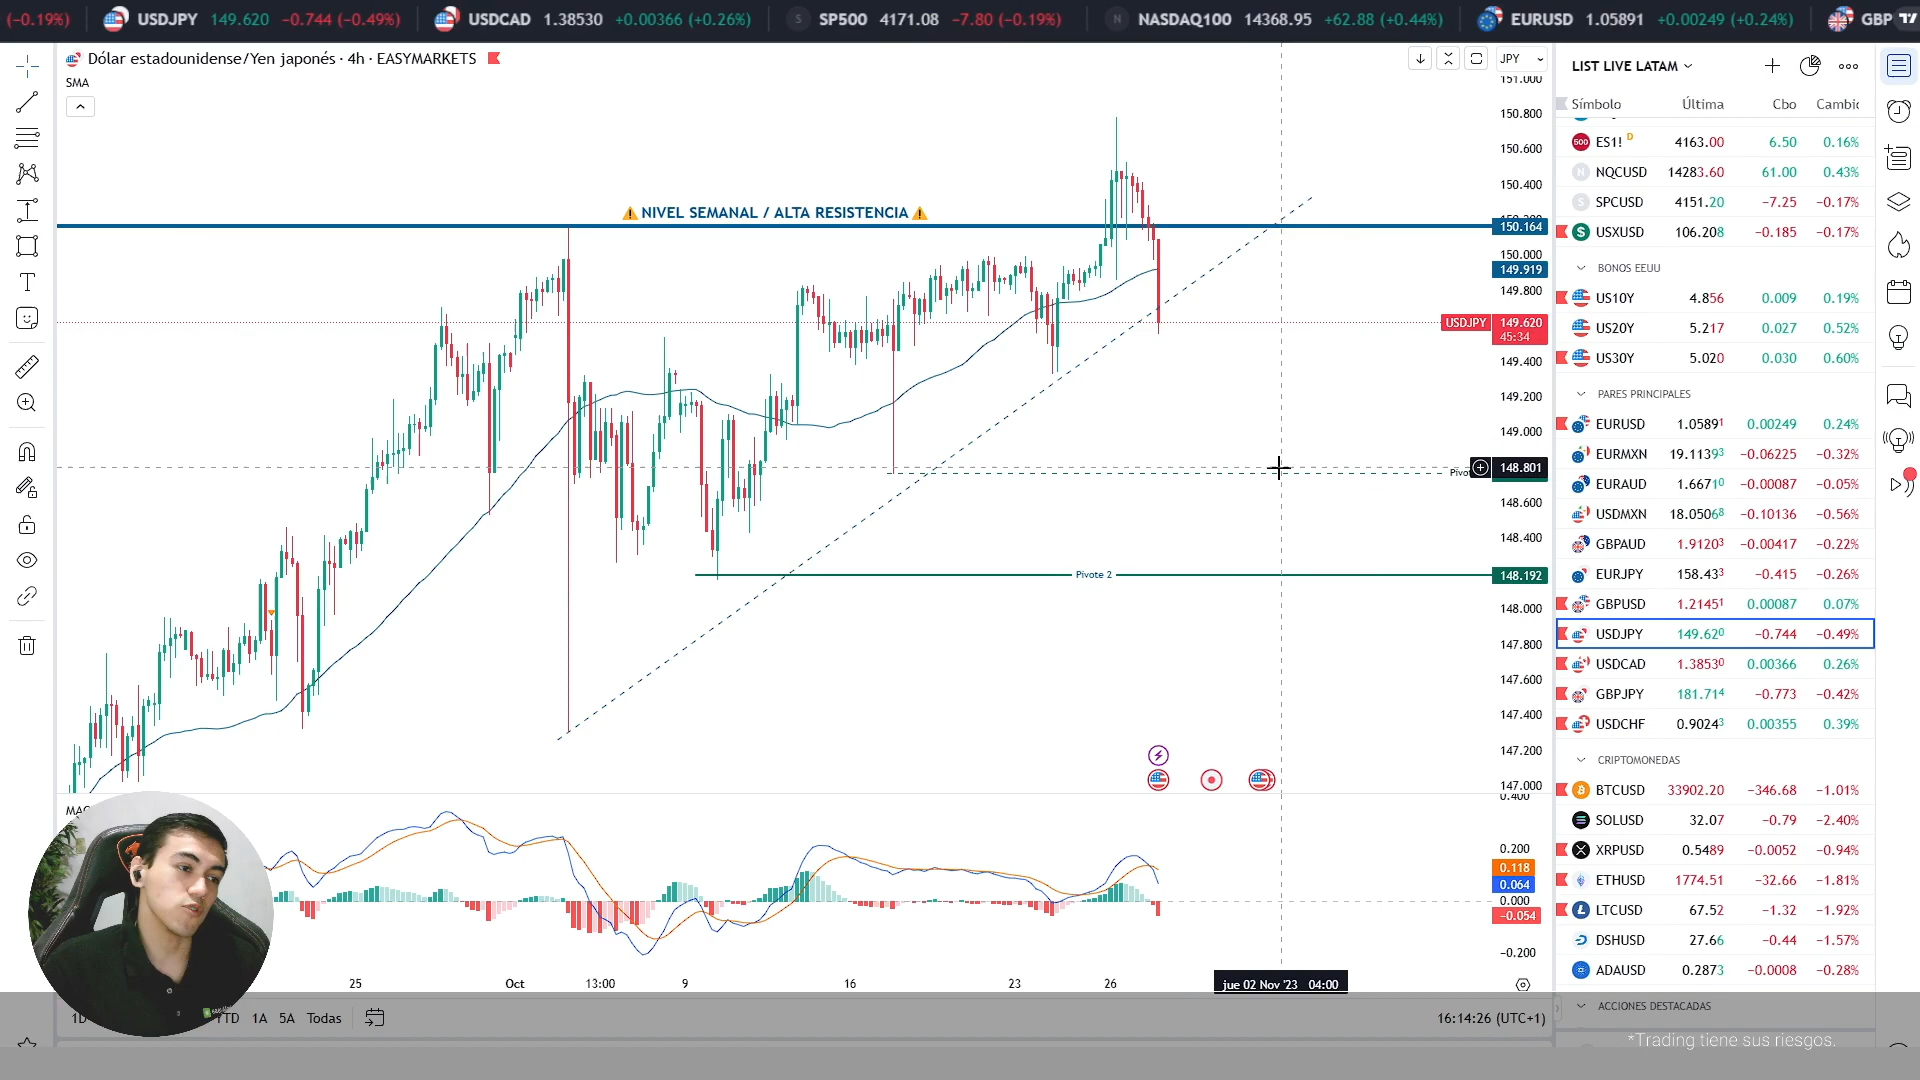 (−0.19%) USDJPY 149.620 −0.744 (−0.49%) USDCAD 1.38530 +0.00366 (+0.26%) S SP500 4171.08 −7.80 (−0.19%) N NASDAQ100 14368.95 +62.88 (+0.44%) EURUSD 1.05891 +0.00249 (+0.24%) GBP
Dólar estadounidense/Yen japonés · 4h · EASYMARKETS
SMA
JPY
151.000
150.800
150.600
150.400
150.164
150.000
149.919
149.800
USDJPY 149.620
45:34
149.400
149.200
149.000
148.801
148.600
148.400
148.192
148.000
147.800
147.600
147.400
147.200
147.000
⚠NIVEL SEMANAL / ALTA RESISTENCIA⚠
Pivote 2
0.400
0.200
0.118
0.064
0.000
−0.054
−0.200
25 Oct 13:00 9 16 23 26 jue 02 Nov '23 04:00
YTD 1A 5A Todas
16:14:26 (UTC+1)
LIST LIVE LATAM
Símbolo Última Cbo
ES1! D 4163.00 6.50 0.16%
NQCUSD 14283.60 61.00 0.43%
SPCUSD 4151.20 −7.25 −0.17%
USXUSD 106.208 −0.185 −0.17%
BONOS EEUU
US10Y 4.856 0.009 0.19%
US20Y 5.217 0.027 0.52%
US30Y 5.020 0.030 0.60%
PARES PRINCIPALES
EURUSD 1.05891 0.00249 0.24%
EURMXN 19.11393 −0.06225 −0.32%
EURAUD 1.66710 −0.00087 −0.05%
USDMXN 18.05068 −0.10136 −0.56%
GBPAUD 1.91203 −0.00417 −0.22%
EURJPY 158.433 −0.415 −0.26%
GBPUSD 1.21451 0.00087 0.07%
USDJPY 149.620 −0.744 −0.49%
USDCAD 1.38530 0.00366 0.26%
GBPJPY 181.714 −0.773 −0.42%
USDCHF 0.90243 0.00355 0.39%
CRIPTOMONEDAS
BTCUSD 33902.20 −346.68 −1.01%
SOLUSD 32.07 −0.79 −2.40%
XRPUSD 0.5489 −0.0052 −0.94%
ETHUSD 1774.51 −32.66 −1.81%
LTCUSD 67.52 −1.32 −1.92%
DSHUSD 27.66 −0.44 −1.57%
ADAUSD 0.2873 −0.0008 −0.28%
ACCIONES DESTACADAS
*Trading tiene sus riesgos.